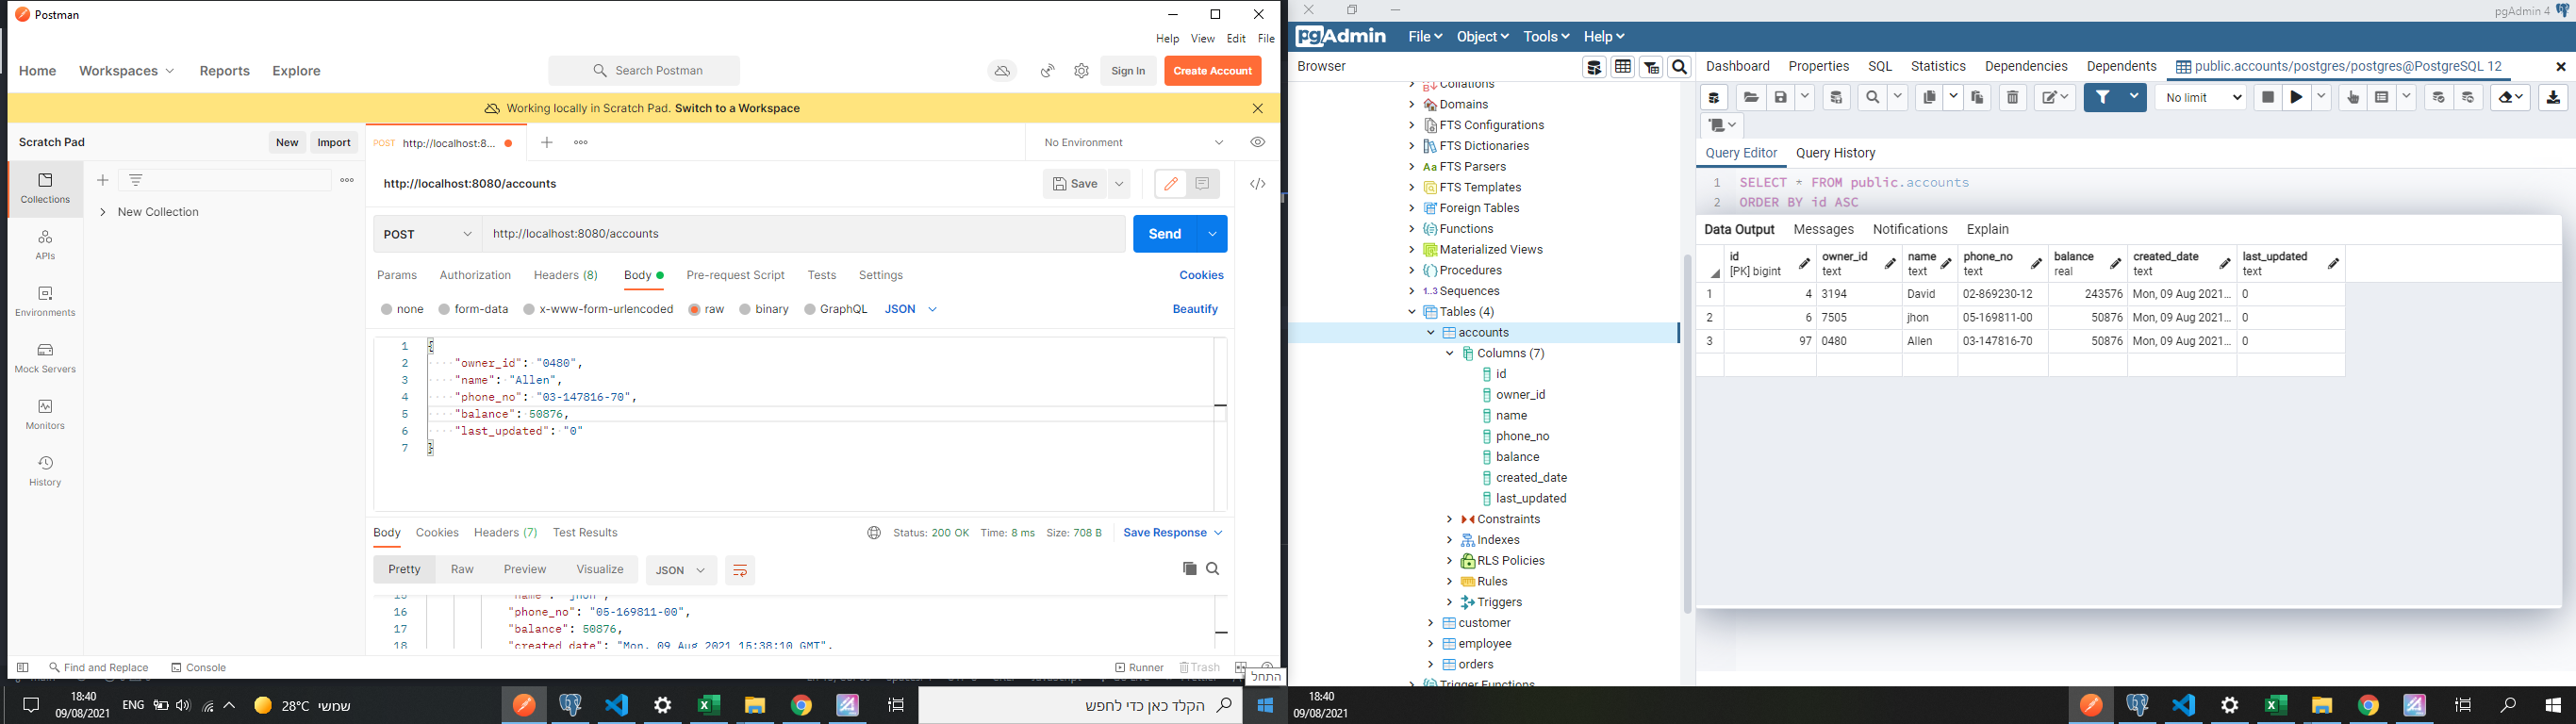 Postman
Help View Edit File
Home Workspaces Reports Explore
Search Postman
Sign In Create Account
Working locally in Scratch Pad. Switch to a Workspace
Scratch Pad New Import
POST http://localhost:8... No Environment
http://localhost:8080/accounts Save
Collections
New Collection
APIs
Environments
Mock Servers
Monitors
History
POST http://localhost:8080/accounts Send
Params Authorization Headers (8) Body Pre-request Script Tests Settings Cookies
none form-data x-www-form-urlencoded raw binary GraphQL JSON Beautify
1 {
2 "owner_id": "0480",
3 "name": "Allen",
4 "phone_no": "03-147816-70",
5 "balance": 50876,
6 "last_updated": "0"
7 }
Body Cookies Headers (7) Test Results Status: 200 OK Time: 8 ms Size: 708 B Save Response
Pretty Raw Preview Visualize JSON
15 "name": "jhon",
16 "phone_no": "05-169811-00",
17 "balance": 50876,
18 "created_date": "Mon, 09 Aug 2021 15:38:10 GMT",
Find and Replace Console Runner Trash
התחל
18:40
09/08/2021
ENG
28°C שמשי
הקלד כאן כדי לחפש
pgAdmin 4
pgAdmin File Object Tools Help
Browser
Dashboard Properties SQL Statistics Dependencies Dependents public.accounts/postgres/postgres@PostgreSQL 12
No limit
Collations
Domains
FTS Configurations
FTS Dictionaries
FTS Parsers
FTS Templates
Foreign Tables
Functions
Materialized Views
Procedures
1..3 Sequences
Tables (4)
accounts
Columns (7)
id
owner_id
name
phone_no
balance
created_date
last_updated
Constraints
Indexes
RLS Policies
Rules
Triggers
customer
employee
orders
Trigger Functions
Query Editor Query History
1 SELECT * FROM public.accounts
2 ORDER BY id ASC
Data Output Messages Notifications Explain
id owner_id name phone_no balance created_date last_updated
[PK] bigint text text text real text text
1 4 3194 David 02-869230-12 243576 Mon, 09 Aug 2021... 0
2 6 7505 jhon 05-169811-00 50876 Mon, 09 Aug 2021... 0
3 97 0480 Allen 03-147816-70 50876 Mon, 09 Aug 2021... 0
18:40
09/08/2021